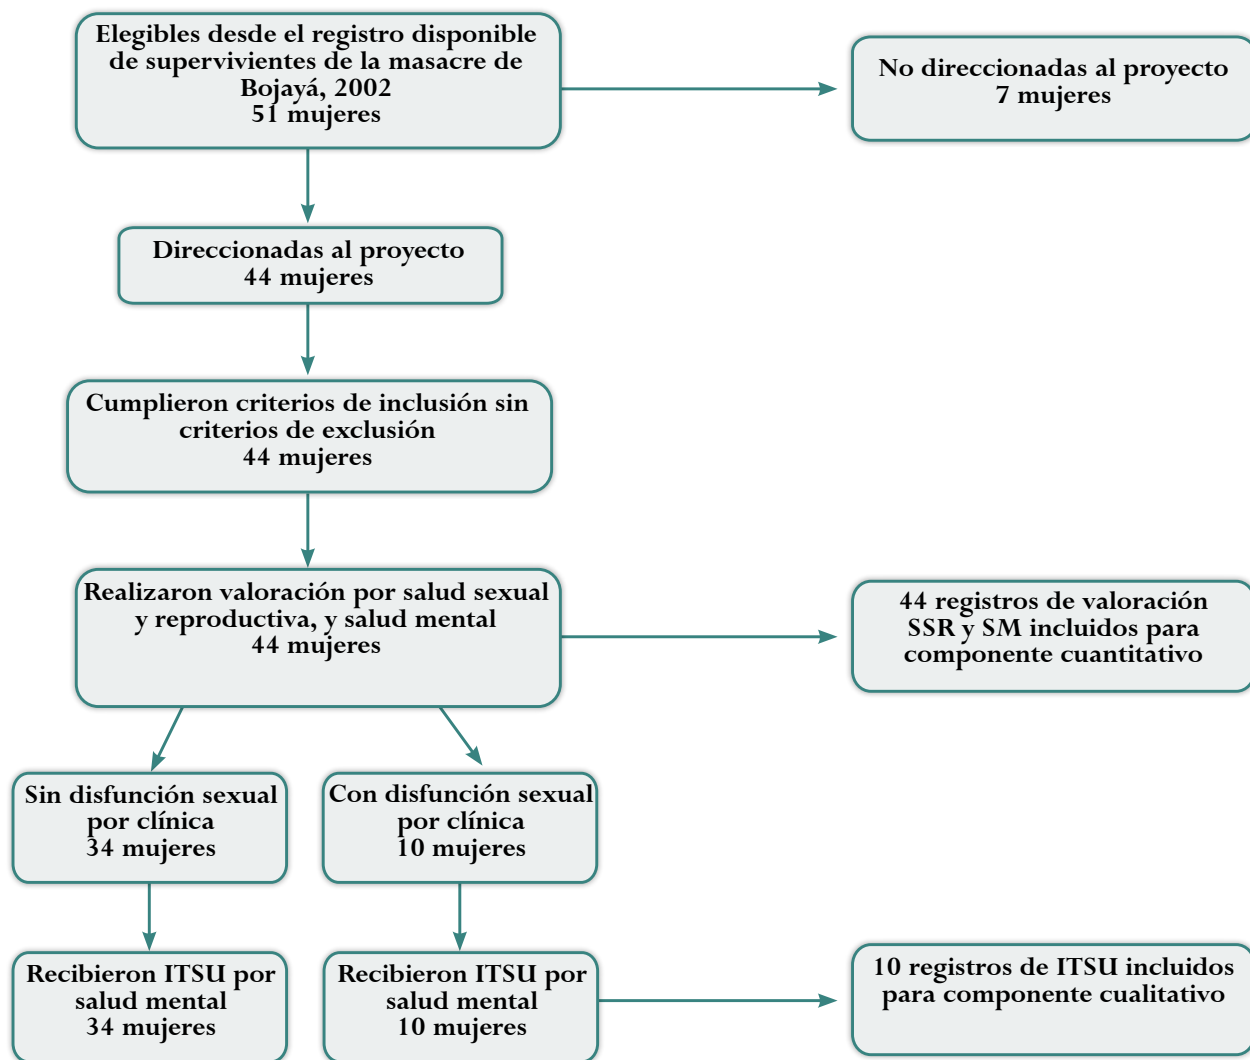 Elegibles desde el registro disponible
de supervivientes de la masacre de
Bojayá, 2002
51 mujeres
No direccionadas al proyecto
7 mujeres
Direccionadas al proyecto
44 mujeres
Cumplieron criterios de inclusión sin
criterios de exclusión
44 mujeres
Realizaron valoración por salud sexual
y reproductiva, y salud mental
44 mujeres
44 registros de valoración
SSR y SM incluidos para
componente cuantitativo
Sin disfunción sexual
por clínica
34 mujeres
Con disfunción sexual
por clínica
10 mujeres
Recibieron ITSU por
salud mental
34 mujeres
Recibieron ITSU por
salud mental
10 mujeres
10 registros de ITSU incluidos
para componente cualitativo